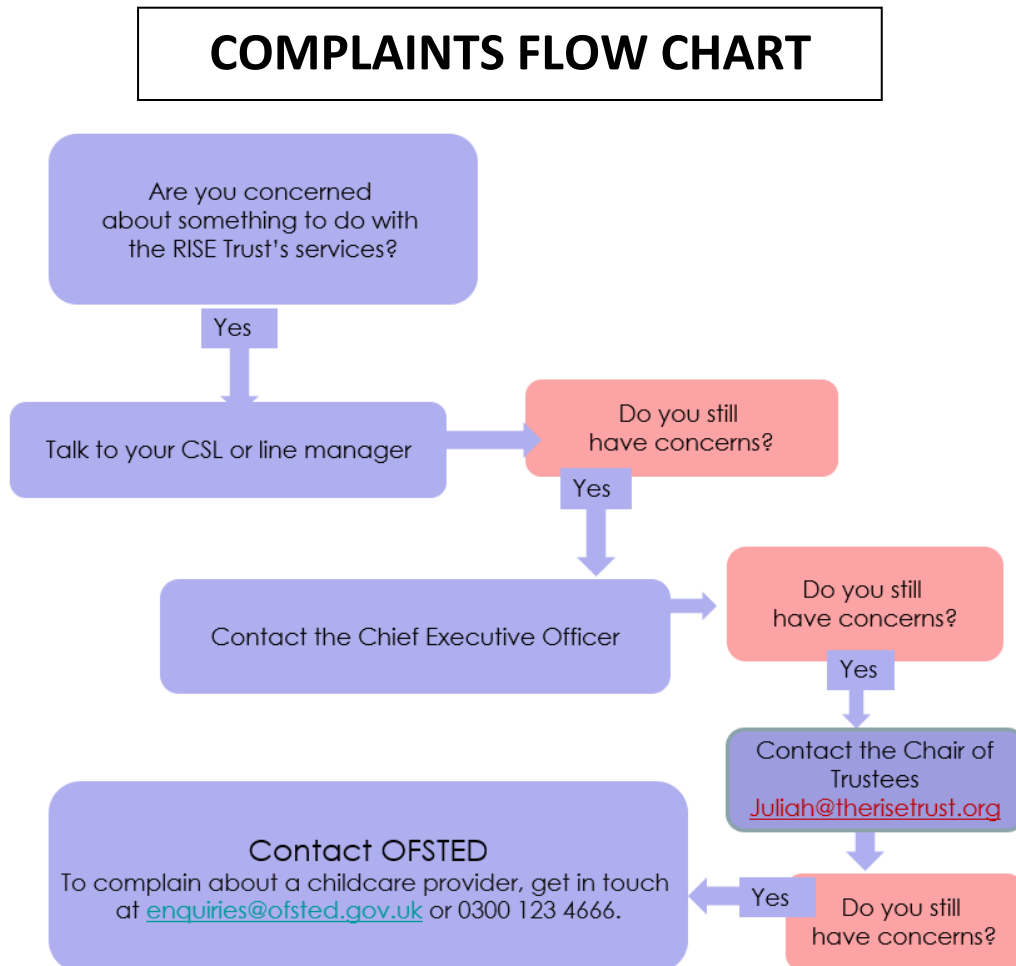 COMPLAINTS FLOW CHART
Are you concerned
about something to do with
the RISE Trust's services?
Yes
Talk to your CSL or line manager
Do you still
have concerns?
Yes
Contact the Chief Executive Officer
Do you still
have concerns?
Yes
Contact the Chair of
Trustees
Juliah@therisetrust.org
Do you still
have concerns?
Yes
Contact OFSTED
To complain about a childcare provider, get in touch
at enquiries@ofsted.gov.uk or 0300 123 4666.